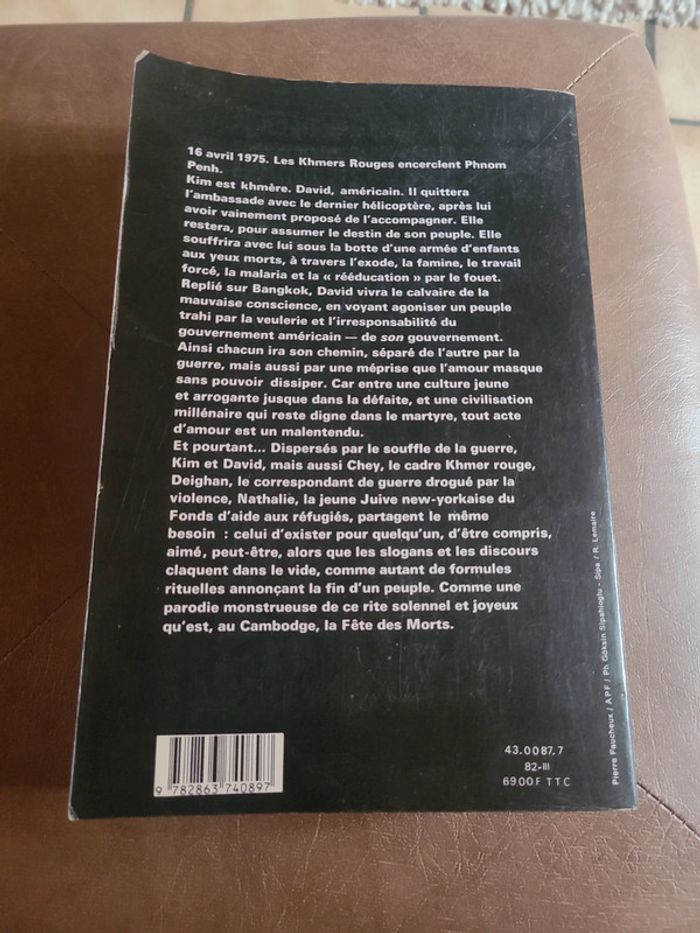 16 avril 1975. Les Khmers Rouges encerclent Phnom
Penh.
Kim est khmère. David, américain. Il quittera
l'ambassade avec le dernier hélicoptère, après lui
avoir vainement proposé de l'accompagner. Elle
restera, pour assumer le destin de son peuple. Elle
souffrira avec lui sous la botte d'une armée d'enfants
aux yeux morts, à travers l'exode, la famine, le travail
forcé, la malaria et la « rééducation » par le fouet.
Replié sur Bangkok, David vivra le calvaire de la
mauvaise conscience, en voyant agoniser un peuple
trahi par la veulerie et l'irresponsabilité du
gouvernement américain — de son gouvernement.
Ainsi chacun ira son chemin, séparé de l'autre par la
guerre, mais aussi par une méprise que l'amour masque
sans pouvoir dissiper. Car entre une culture jeune
et arrogante jusque dans la défaite, et une civilisation
millénaire qui reste digne dans le martyre, tout acte
d'amour est un malentendu.
Et pourtant... Dispersés par le souffle de la guerre,
Kim et David, mais aussi Chey, le cadre Khmer rouge,
Deighan, le correspondant de guerre drogué par la
violence, Nathalie, la jeune Juive new-yorkaise du
Fonds d'aide aux réfugiés, partagent le même
besoin : celui d'exister pour quelqu'un, d'être compris,
aimé, peut-être, alors que les slogans et les discours
claquent dans le vide, comme autant de formules
rituelles annonçant la fin d'un peuple. Comme une
parodie monstrueuse de ce rite solennel et joyeux
qu'est, au Cambodge, la Fête des Morts.
43.0087.7
82-III
69.00 F TTC
9 782863 740897
Pierre Faucheux / APF / Ph Göksin Sipahioglu - Sipa / R. Lemaire